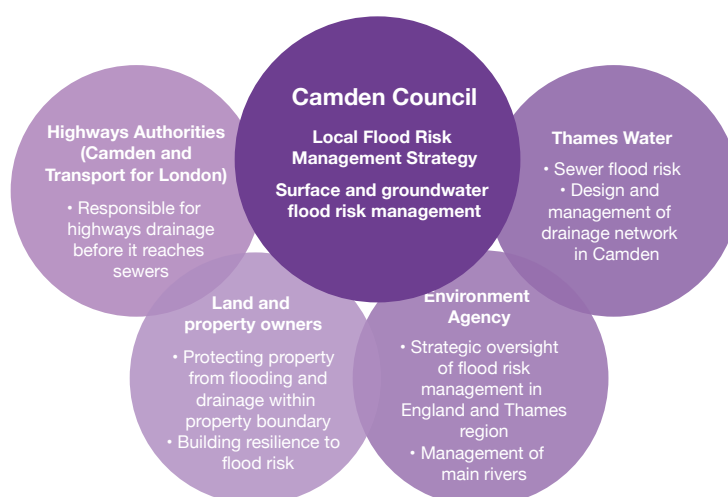 Camden Council
Local Flood Risk
Management Strategy
Surface and groundwater
flood risk management
Highways Authorities
(Camden and
Transport for London)
• Responsible for
highways drainage
before it reaches
sewers
Thames Water
• Sewer flood risk
• Design and
management of
drainage network
in Camden
Land and
property owners
• Protecting property
from flooding and
drainage within
property boundary
• Building resilience to
flood risk
Environment
Agency
• Strategic oversight
of flood risk
management in
England and Thames
region
• Management of
main rivers